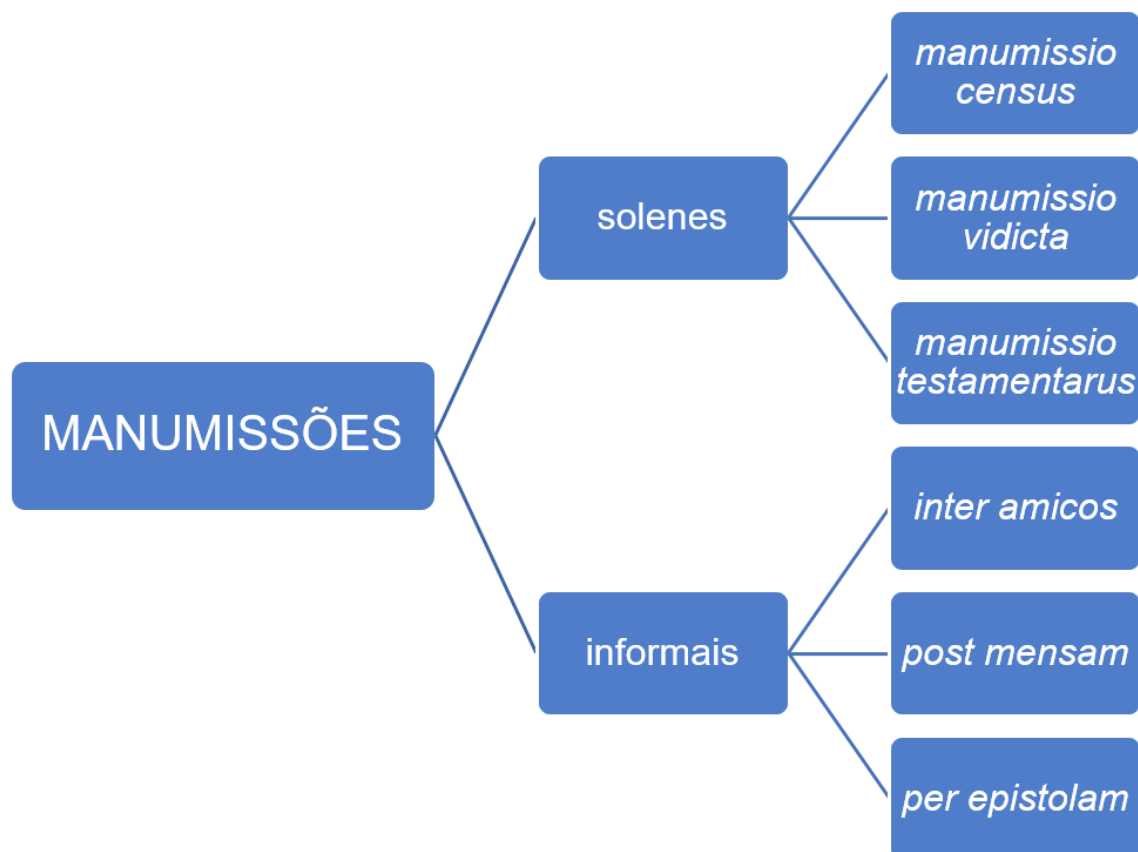 MANUMISSÕES
solenes
manumissio
census
manumissio
vidicta
manumissio
testamentarus
informais
inter amicos
post mensam
per epistolam